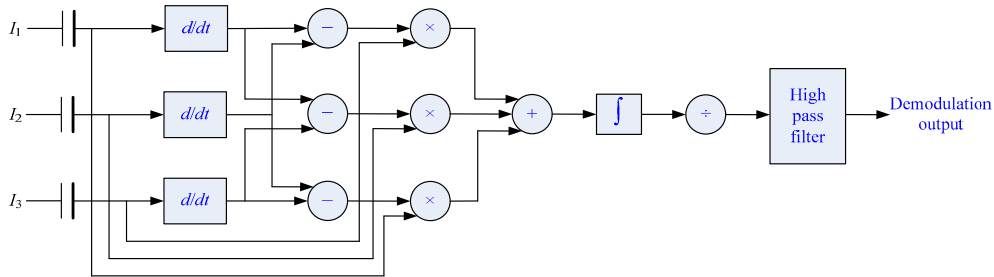 I₁
d/dt
−
×
I₂
d/dt
−
×
+
∫
÷
High
pass
filter
Demodulation
output
I₃
d/dt
−
×